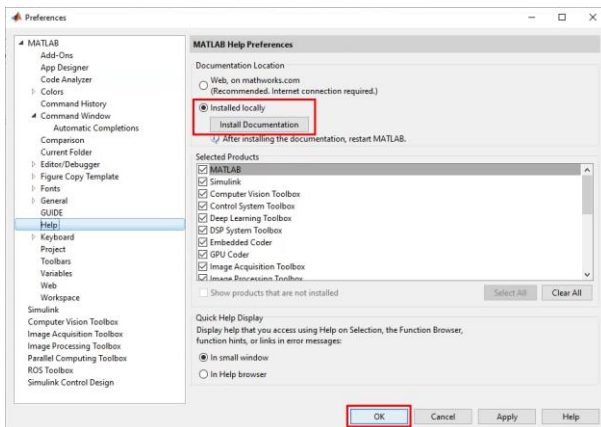 Preferences
MATLAB
Add-Ons
App Designer
Code Analyzer
Colors
Command History
Command Window
Automatic Completions
Comparison
Current Folder
Editor/Debugger
Figure Copy Template
Fonts
General
GUIDE
Help
Keyboard
Project
Toolbars
Variables
Web
Workspace
Simulink
Computer Vision Toolbox
Image Acquisition Toolbox
Image Processing Toolbox
Parallel Computing Toolbox
ROS Toolbox
Simulink Control Design
MATLAB Help Preferences
Documentation Location
Web, on mathworks.com
(Recommended. Internet connection required.)
Installed locally
Install Documentation
After installing the documentation, restart MATLAB.
Selected Products
MATLAB
Simulink
Computer Vision Toolbox
Control System Toolbox
Deep Learning Toolbox
DSP System Toolbox
Embedded Coder
GPU Coder
Image Acquisition Toolbox
Image Processing Toolbox
Show products that are not installed
Select All
Clear All
Quick Help Display
Display help that you access using Help on Selection, the Function Browser,
function hints, or links in error messages:
In small window
In Help browser
OK
Cancel
Apply
Help